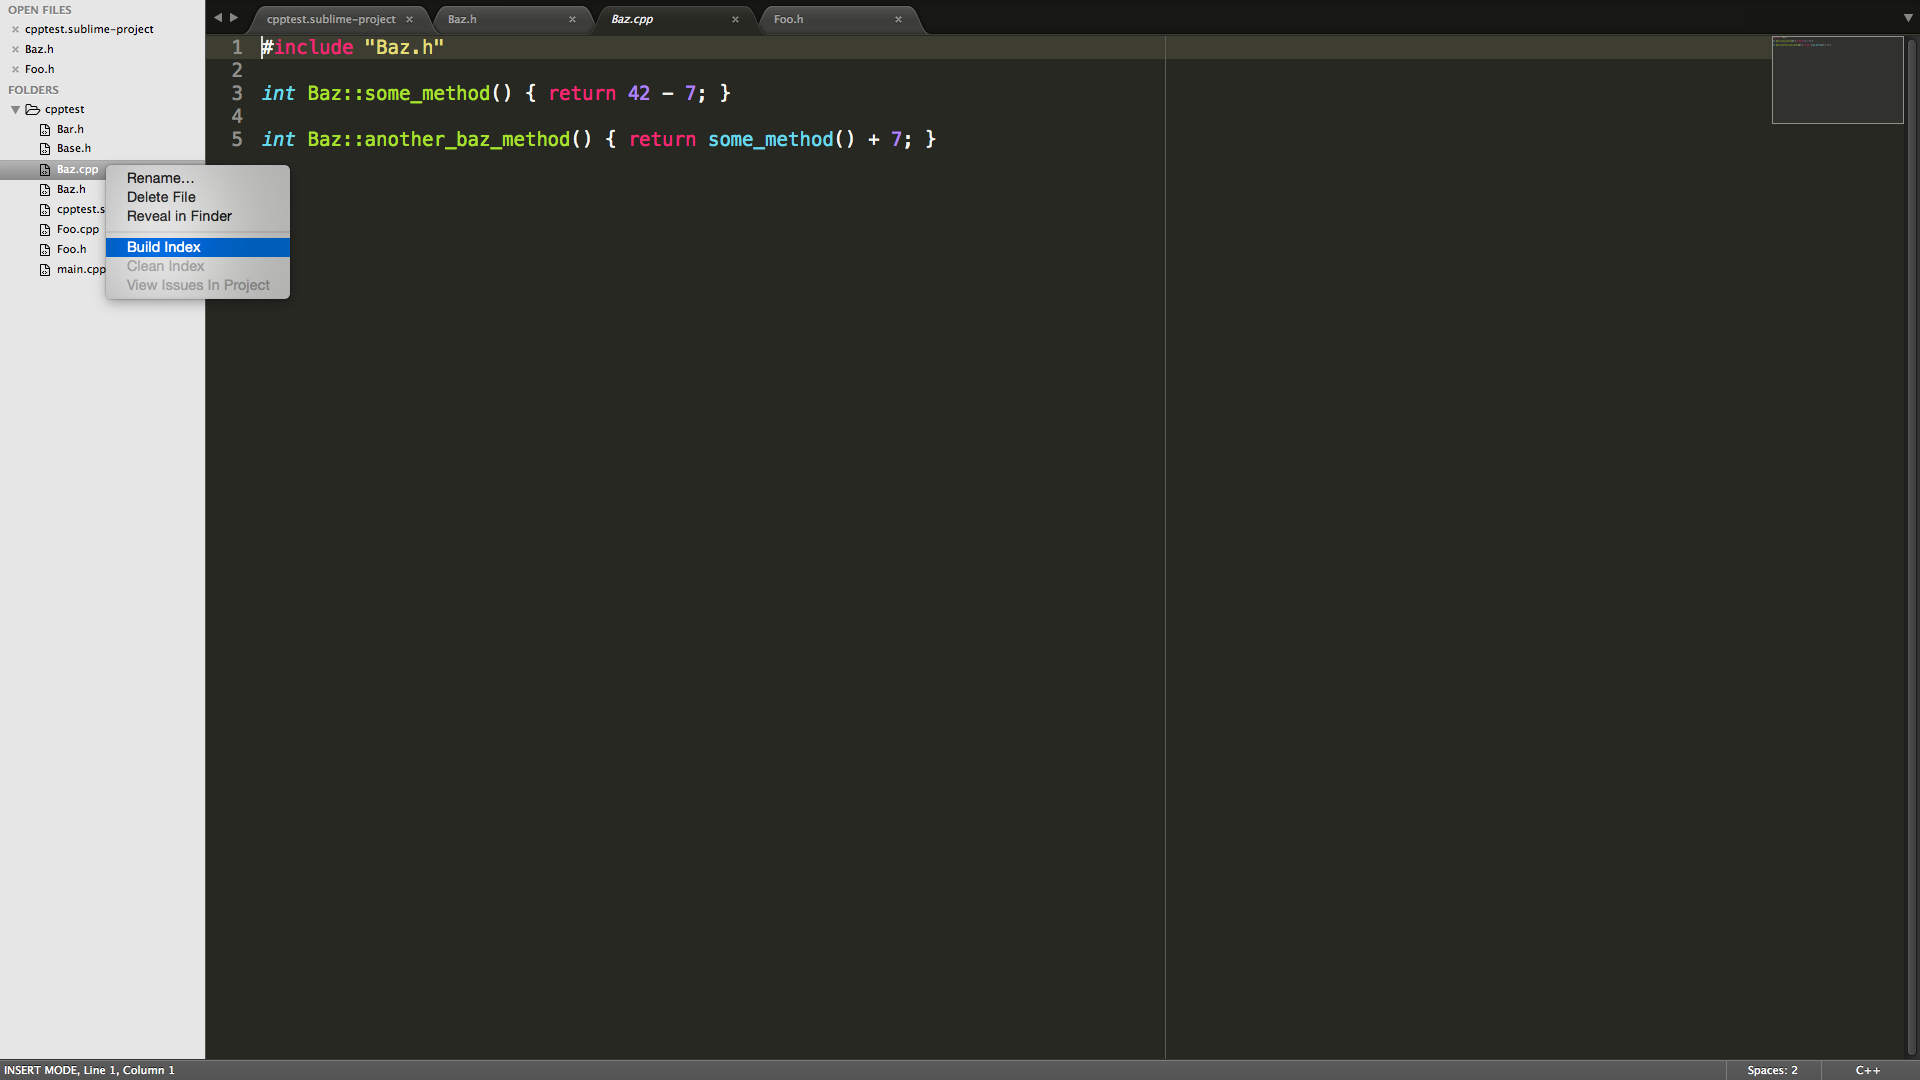 OPEN FILES
cpptest.sublime-project
Baz.h
Foo.h
FOLDERS
cpptest
Bar.h
Base.h
Baz.cpp
Baz.h
cpptest.s
Foo.cpp
Foo.h
main.cpp
Rename...
Delete File
Reveal in Finder
Build Index
Clean Index
View Issues In Project
cpptest.sublime-project Baz.h Baz.cpp Foo.h
1 #include "Baz.h"
2
3 int Baz::some_method() { return 42 - 7; }
4
5 int Baz::another_baz_method() { return some_method() + 7; }
INSERT MODE, Line 1, Column 1 Spaces: 2 C++